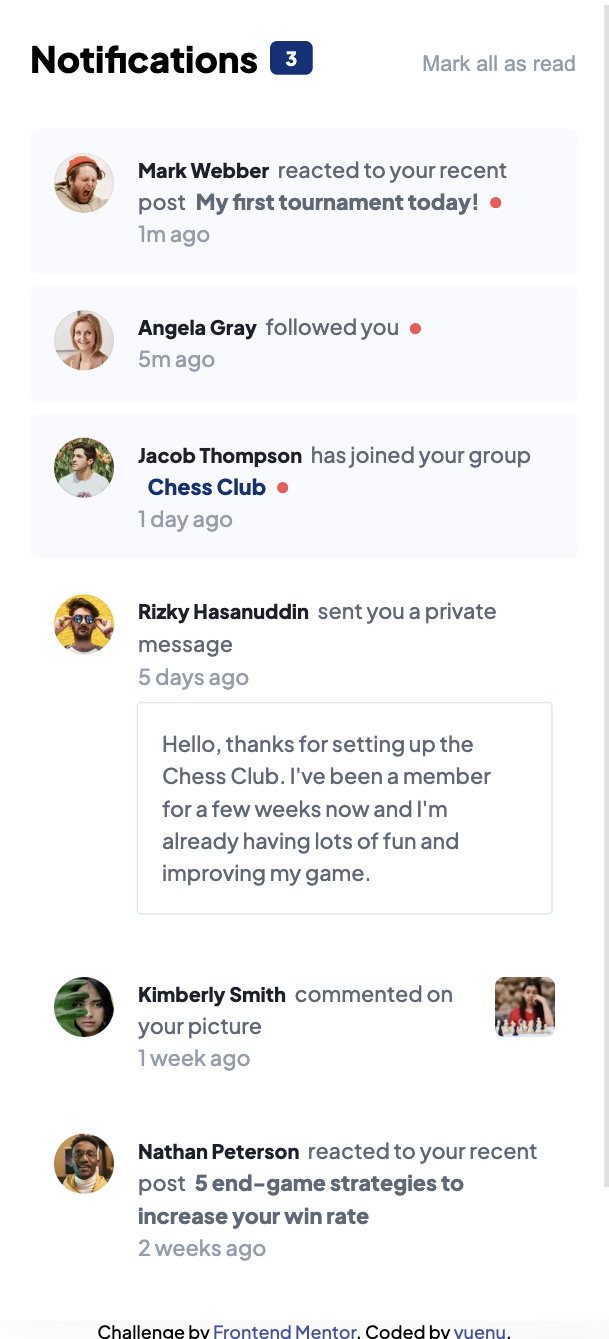 Notifications 3 Mark all as read
Mark Webber reacted to your recent
post My first tournament today!
1m ago
Angela Gray followed you
5m ago
Jacob Thompson has joined your group
Chess Club
1 day ago
Rizky Hasanuddin sent you a private
message
5 days ago
Hello, thanks for setting up the
Chess Club. I've been a member
for a few weeks now and I'm
already having lots of fun and
improving my game.
Kimberly Smith commented on
your picture
1 week ago
Nathan Peterson reacted to your recent
post 5 end-game strategies to
increase your win rate
2 weeks ago
Challenge by Frontend Mentor. Coded by yuenu.